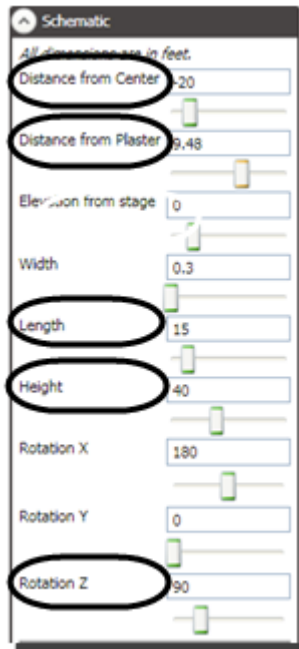 Schematic
All dimensions are in feet.
Distance from Center -20
Distance from Plaster 9.48
Elevation from stage 0
Width 0.3
Length 15
Height 40
Rotation X 180
Rotation Y 0
Rotation Z 90